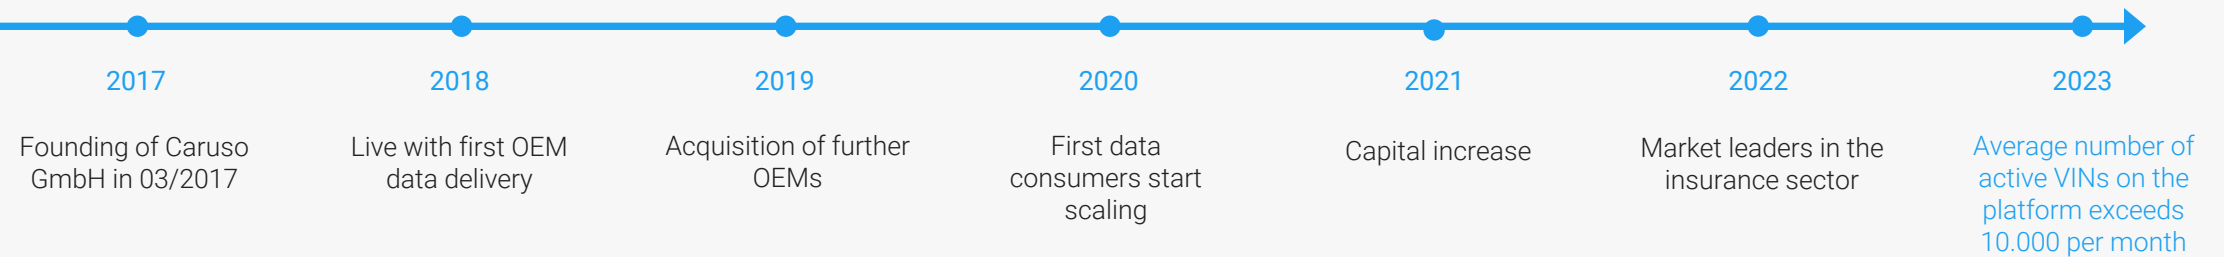 2017
Founding of Caruso
GmbH in 03/2017
2018
Live with first OEM
data delivery
2019
Acquisition of further
OEMs
2020
First data
consumers start
scaling
2021
Capital increase
2022
Market leaders in the
insurance sector
2023
Average number of
active VINs on the
platform exceeds
10.000 per month